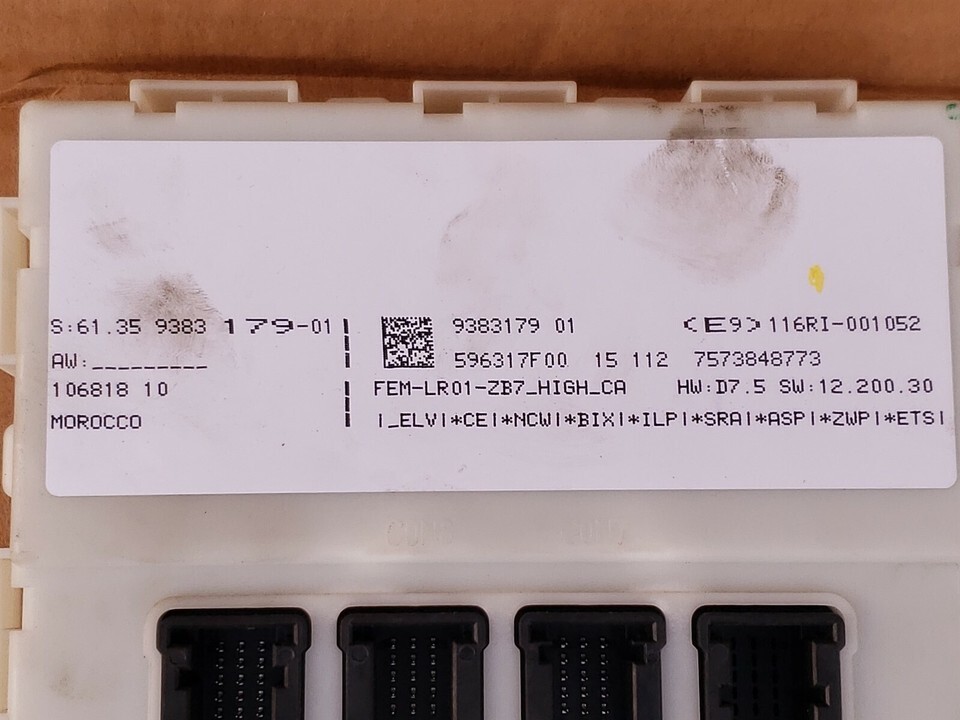 S:61.35 9383 179-01
AW:_________
106818 10
MOROCCO
9383179 01
<E9> 116RI-001052
596317F00 15 112 7573848773
FEM-LR01-ZB7_HIGH_CA HW:D7.5 SW:12.200.30
|_ELV|*CE|*NCW|*BIX|*ILP|*SRA|*ASP|*ZWP|*ETS|